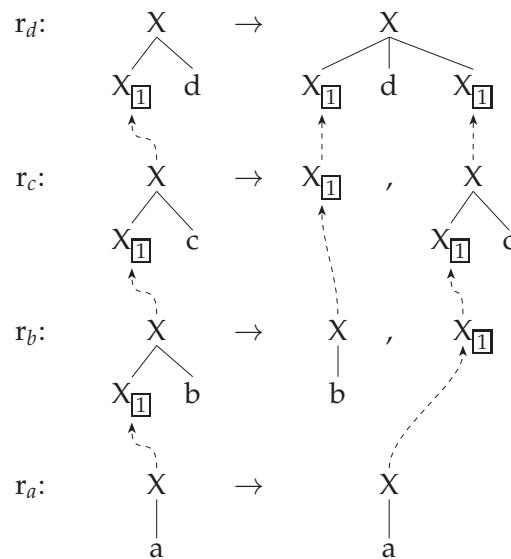 r_d: X → X
X 1 d X 1 d X 1
r_c: X → X 1 , X
X 1 c X 1 c
r_b: X → X , X 1
X 1 b b
r_a: X → X
a a